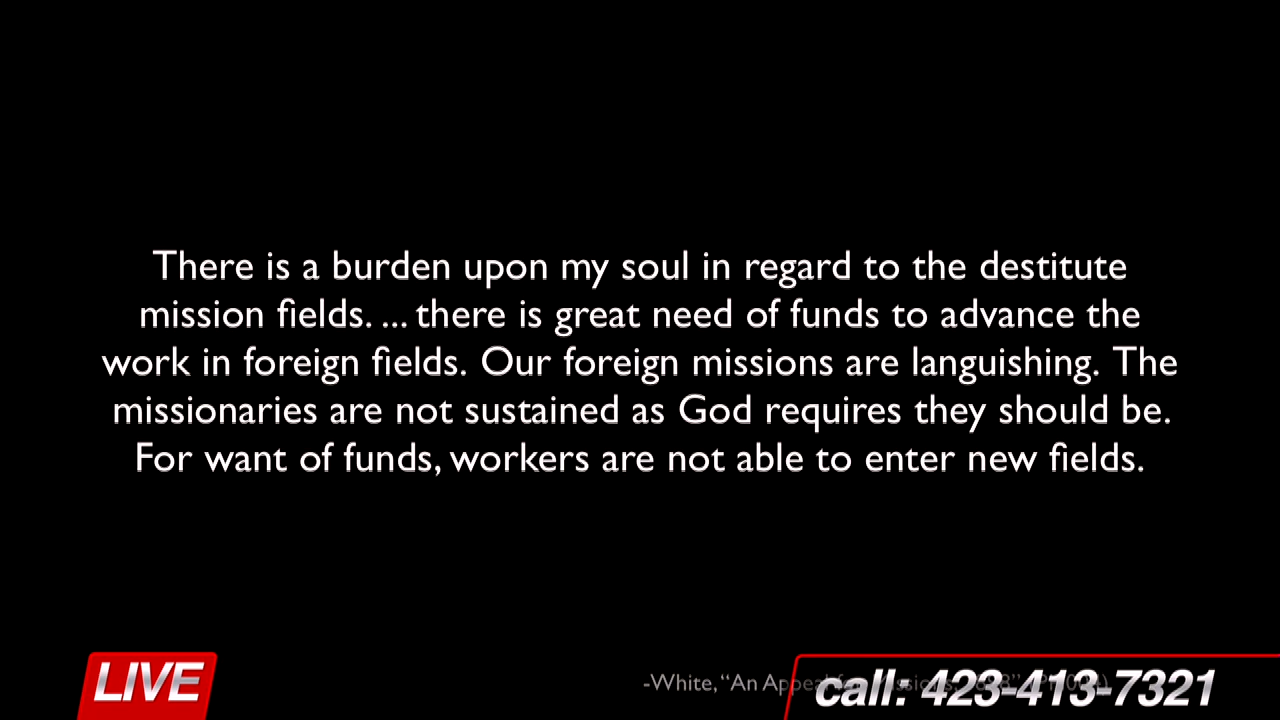 There is a burden upon my soul in regard to the destitute
mission fields. ... there is great need of funds to advance the
work in foreign fields. Our foreign missions are languishing. The
missionaries are not sustained as God requires they should be.
For want of funds, workers are not able to enter new fields.
LIVE
-White, “An Appeal
call: 423-413-7321